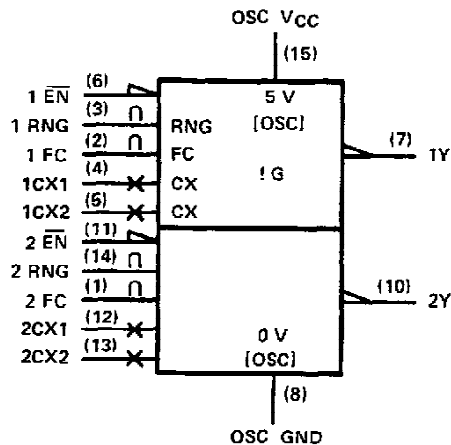 OSC VCC
(15)
1 EN (6)
5 V
1 RNG (3) RNG [OSC]
1 FC (2) FC (7) 1Y
1CX1 (4) CX ! G
1CX2 (5) CX
2 EN (11)
2 RNG (14)
2 FC (1) (10) 2Y
2CX1 (12) 0 V
2CX2 (13) [OSC]
(8)
OSC GND